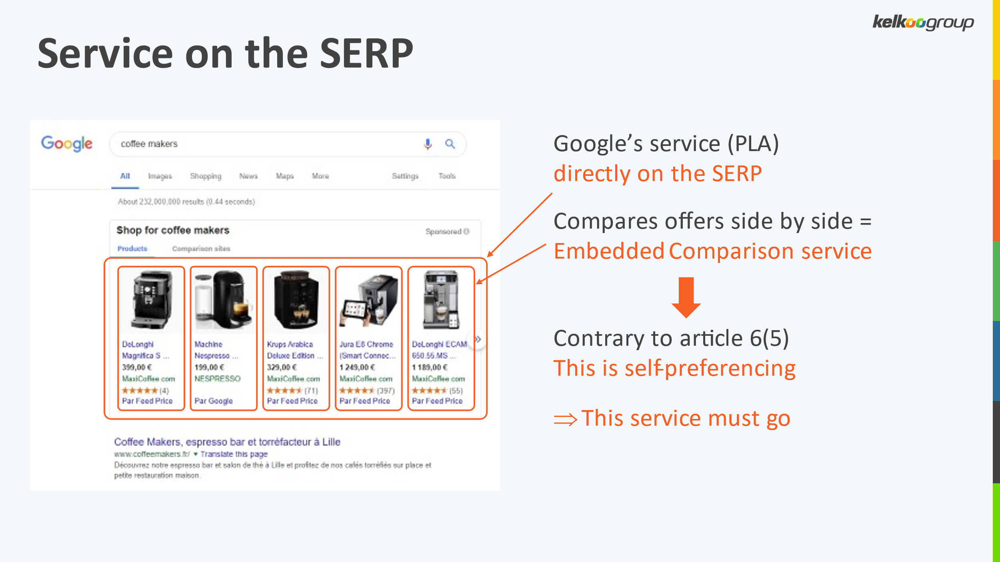 kelkoogroup
Service on the SERP
Google
coffee makers
All Images Shopping News Maps More Settings Tools
About 232,000,000 results (0.44 seconds)
Shop for coffee makers
Sponsored
Products Comparison sites
DeLonghi
Magnifica S ...
399,00 €
MaxiCoffee.com
(4)
Par Feed Price
Machine
Nespresso ...
199,00 €
NESPRESSO
Par Google
Krups Arabica
Deluxe Edition ...
329,00 €
MaxiCoffee.com
(71)
Par Feed Price
Jura E8 Chrome
(Smart Connec...
1 249,00 €
MaxiCoffee.com
(397)
Par Feed Price
DeLonghi ECAM
650.55.MS ...
1 189,00 €
MaxiCoffee.com
(55)
Par Feed Price
Coffee Makers, espresso bar et torréfacteur à Lille
www.coffeemakers.fr/ ▾ Translate this page
Découvrez notre espresso bar et salon de thé à Lille et profitez de nos cafés torréfiés sur place et
petite restauration maison.
Google’s service (PLA)
directly on the SERP
Compares offers side by side =
Embedded Comparison service
Contrary to article 6(5)
This is self-preferencing
⇒ This service must go